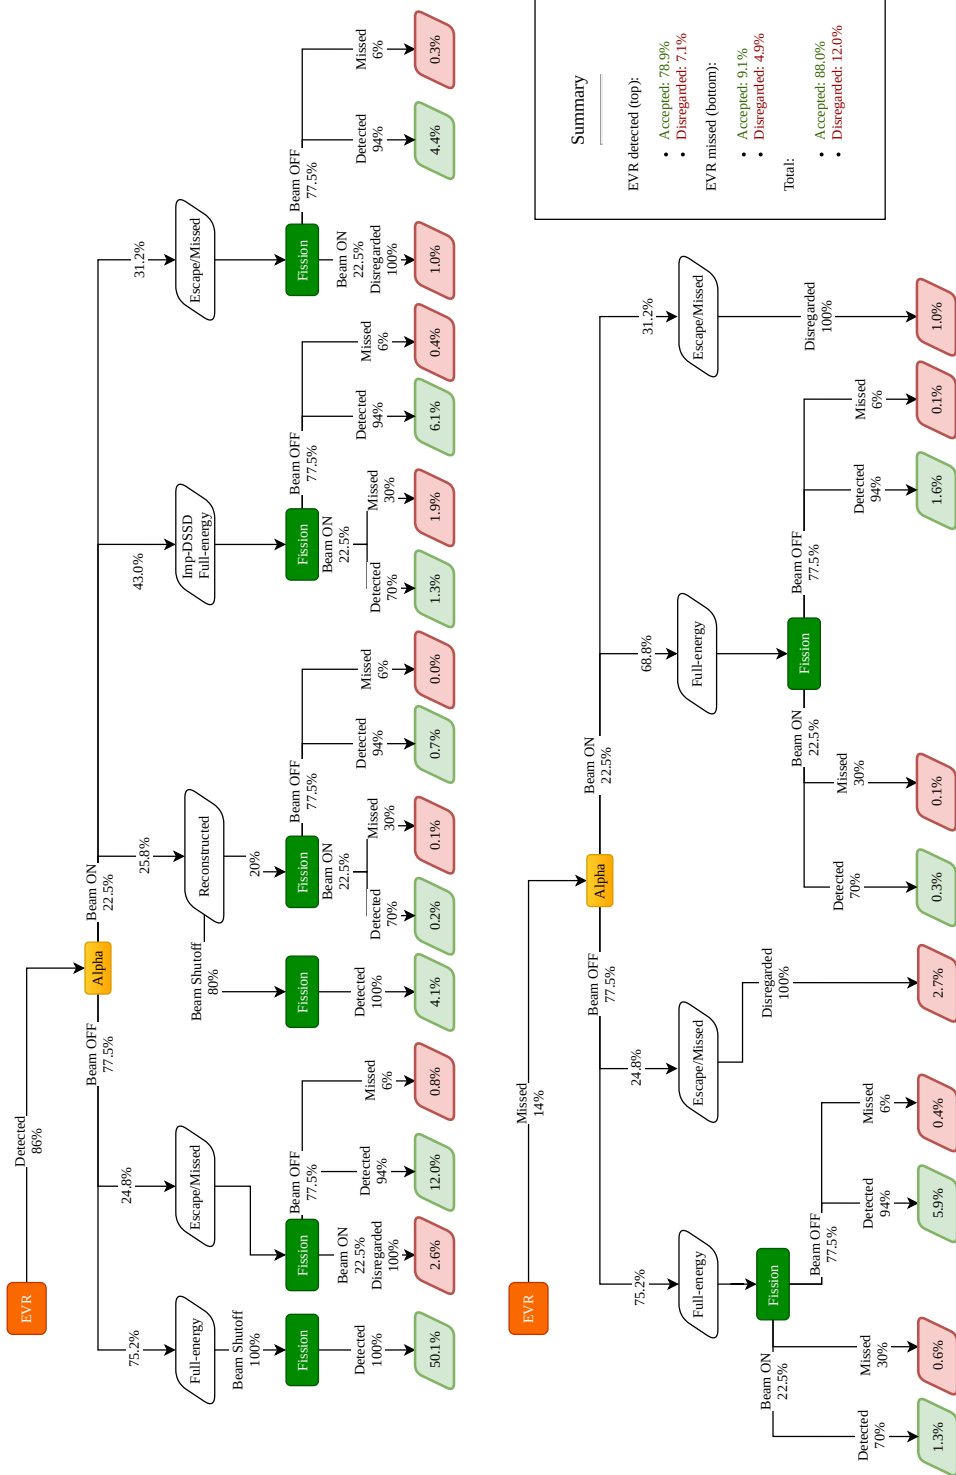 EVR
Detected
86%
Alpha
Beam OFF
77.5%
Beam ON
22.5%
75.2%
24.8%
25.8%
43.0%
31.2%
Full-energy
Escape/Missed
Reconstructed
Imp-DSSD
Full-energy
Escape/Missed
Beam Shutoff
100%
Beam Shutoff
80%
20%
Fission
Fission
Fission
Fission
Fission
Fission
Detected
100%
Beam ON
22.5%
Disregarded
100%
Beam OFF
77.5%
Detected
94%
Missed
6%
Detected
100%
Beam ON
22.5%
Detected
70%
Missed
30%
Beam OFF
77.5%
Detected
94%
Missed
6%
Beam ON
22.5%
Detected
70%
Missed
30%
Beam OFF
77.5%
Detected
94%
Missed
6%
Beam ON
22.5%
Disregarded
100%
Beam OFF
77.5%
Detected
94%
Missed
6%
50.1%
2.6%
12.0%
0.8%
4.1%
0.2%
0.1%
0.7%
0.0%
1.3%
1.9%
6.1%
0.4%
1.0%
4.4%
0.3%
EVR
Missed
14%
Alpha
Beam OFF
77.5%
Beam ON
22.5%
75.2%
24.8%
68.8%
31.2%
Full-energy
Escape/Missed
Full-energy
Escape/Missed
Fission
Fission
Beam ON
22.5%
Beam OFF
77.5%
Disregarded
100%
Beam ON
22.5%
Beam OFF
77.5%
Disregarded
100%
Detected
70%
Missed
30%
Detected
94%
Missed
6%
Detected
70%
Missed
30%
Detected
94%
Missed
6%
1.3%
0.6%
5.9%
0.4%
2.7%
0.3%
0.1%
1.6%
0.1%
1.0%
Summary
EVR detected (top):
• Accepted: 78.9%
• Disregarded: 7.1%
EVR missed (bottom):
• Accepted: 9.1%
• Disregarded: 4.9%
Total:
• Accepted: 88.0%
• Disregarded: 12.0%